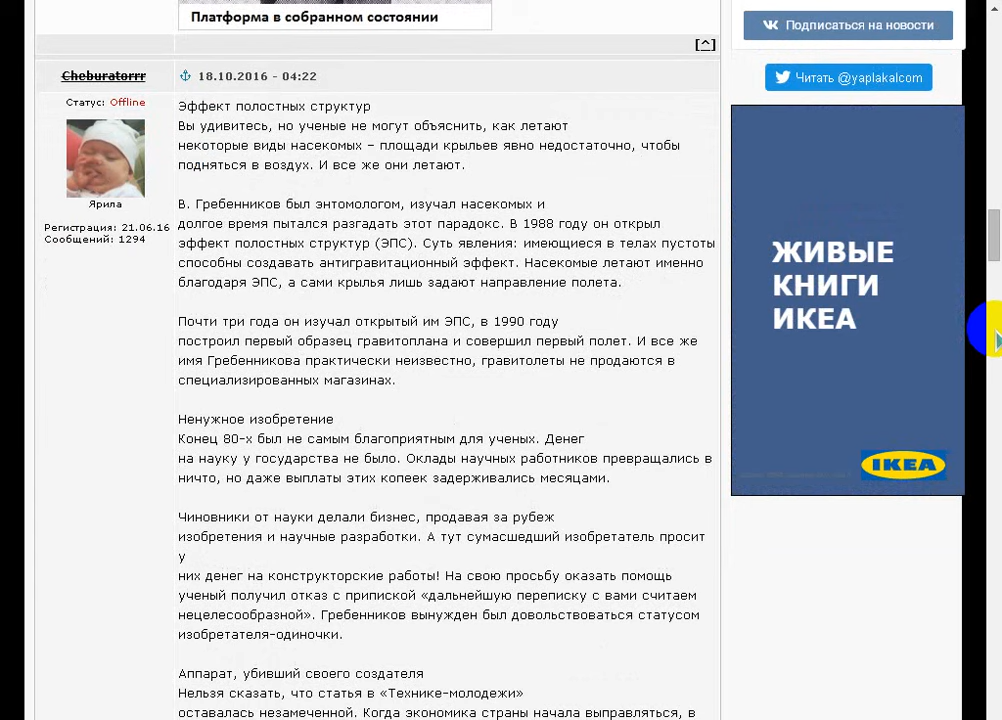 Платформа в собранном состоянии
Подписаться на новости
[^]
Cheburatorrr
18.10.2016 - 04:22
Читать @yaplakalcom
Статус: Offline
Ярила
Регистрация: 21.06.16
Сообщений: 1294
Эффект полостных структур
Вы удивитесь, но ученые не могут объяснить, как летают
некоторые виды насекомых – площади крыльев явно недостаточно, чтобы
подняться в воздух. И все же они летают.
В. Гребенников был энтомологом, изучал насекомых и
долгое время пытался разгадать этот парадокс. В 1988 году он открыл
эффект полостных структур (ЭПС). Суть явления: имеющиеся в телах пустоты
способны создавать антигравитационный эффект. Насекомые летают именно
благодаря ЭПС, а сами крылья лишь задают направление полета.
Почти три года он изучал открытый им ЭПС, в 1990 году
построил первый образец гравитоплана и совершил первый полет. И все же
имя Гребенникова практически неизвестно, гравитолеты не продаются в
специализированных магазинах.
Ненужное изобретение
Конец 80-х был не самым благоприятным для ученых. Денег
на науку у государства не было. Оклады научных работников превращались в
ничто, но даже выплаты этих копеек задерживались месяцами.
Чиновники от науки делали бизнес, продавая за рубеж
изобретения и научные разработки. А тут сумасшедший изобретатель просит
у
них денег на конструкторские работы! На свою просьбу оказать помощь
ученый получил отказ с припиской «дальнейшую переписку с вами считаем
нецелесообразной». Гребенников вынужден был довольствоваться статусом
изобретателя-одиночки.
Аппарат, убивший своего создателя
Нельзя сказать, что статья в «Технике-молодежи»
оставалась незамеченной. Когда экономика страны начала выправляться, в
ЖИВЫЕ
КНИГИ
ИКЕА
IKEA